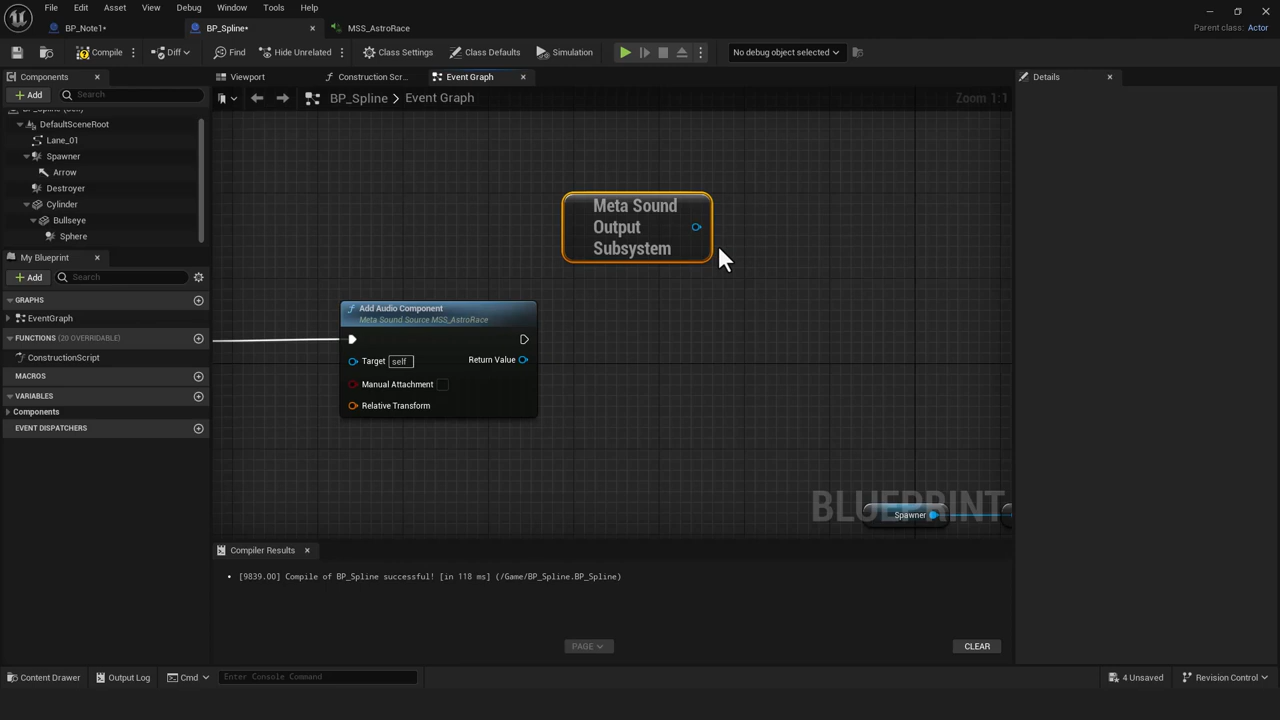 File Edit Asset View Debug Window Tools Help
BP_Note1• BP_Spline• MSS_AstroRace Parent class: Actor
Compile Diff Find Hide Unrelated Class Settings Class Defaults Simulation No debug object selected
Components Viewport Construction Scr... Event Graph Details
Add Search BP_Spline > Event Graph Zoom 1:1
DefaultSceneRoot
Lane_01
Spawner
Arrow
Destroyer
Cylinder
Bullseye
Sphere
Meta Sound
Output
Subsystem
My Blueprint
Add Search
GRAPHS
EventGraph
FUNCTIONS (20 OVERRIDABLE)
ConstructionScript
MACROS
VARIABLES
Components
EVENT DISPATCHERS
Add Audio Component
Meta Sound Source MSS_AstroRace
Target self Return Value
Manual Attachment
Relative Transform
BLUEPRINT
Spawner
Compiler Results
[9839.00] Compile of BP_Spline successful! [in 118 ms] (/Game/BP_Spline.BP_Spline)
PAGE CLEAR
Content Drawer Output Log Cmd Enter Console Command 4 Unsaved Revision Control